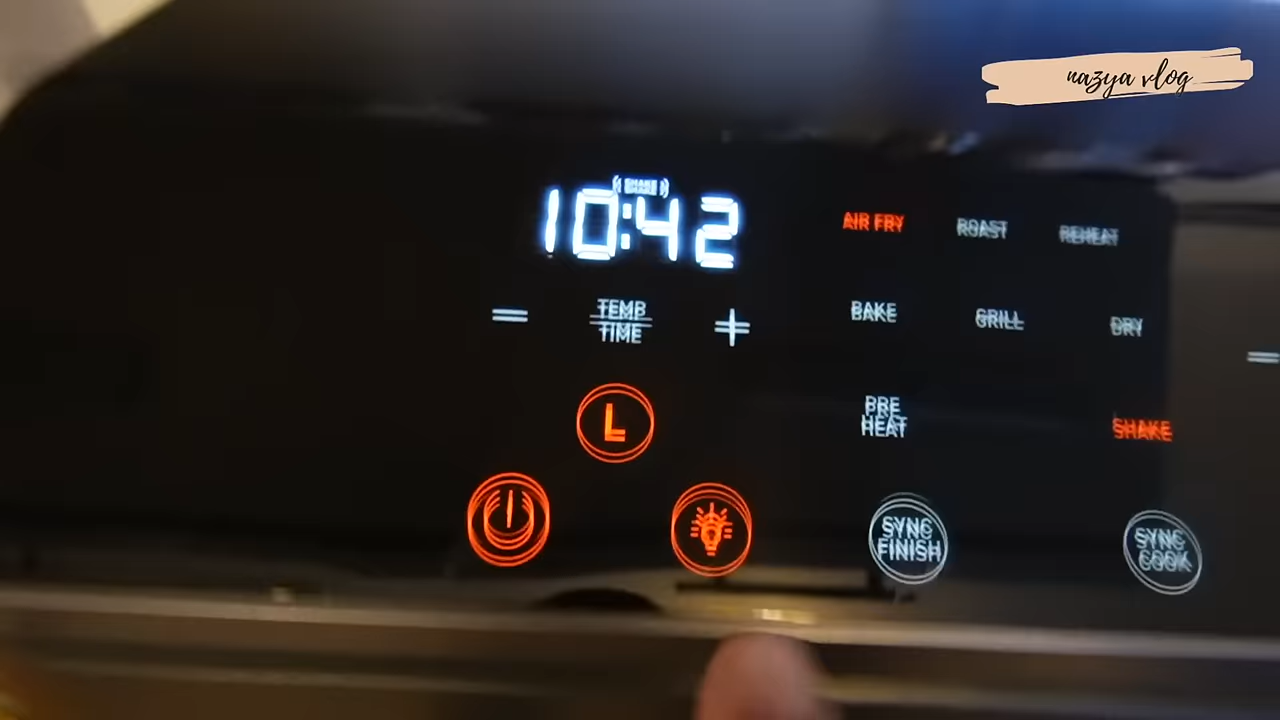 nazya vlog
SHAKE
10:42
AIR FRY ROAST REHEAT
TEMP
TIME
BAKE GRILL DRY
L
PRE
HEAT
SHAKE
SYNC
FINISH
SYNC
COOK